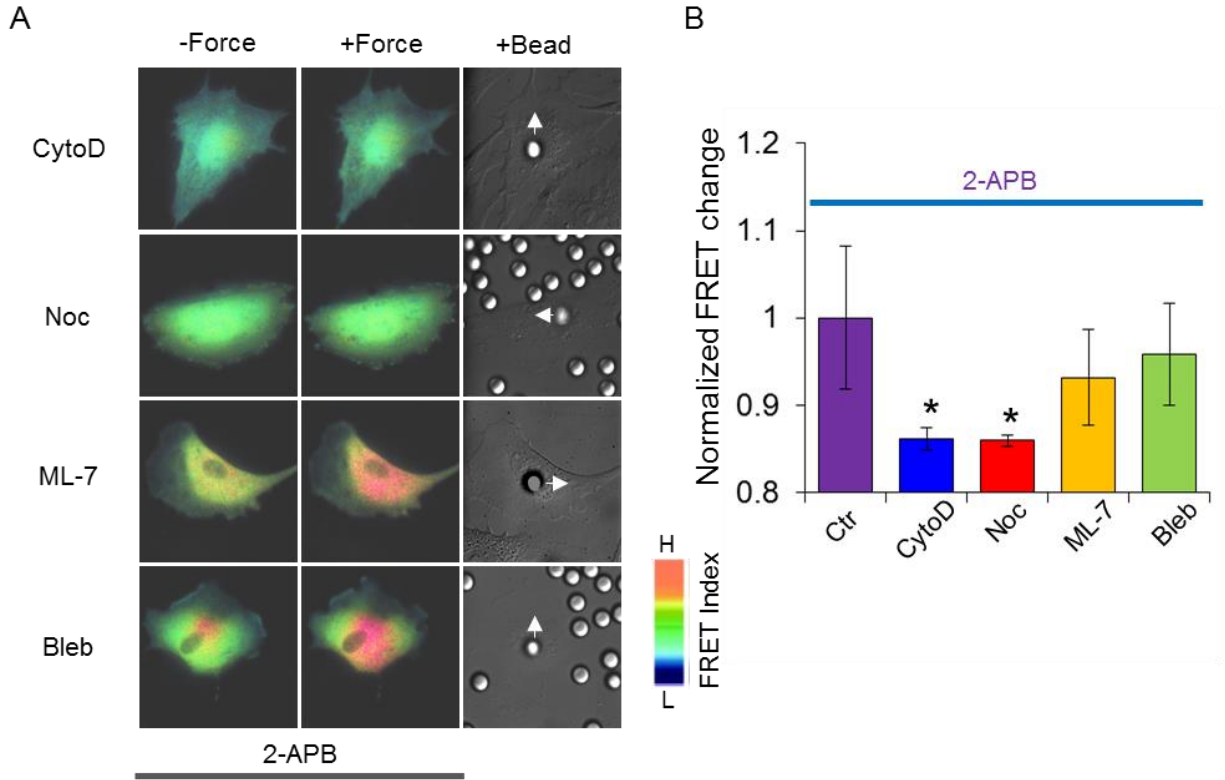 A
-Force +Force +Bead
CytoD
Noc
ML-7
Bleb
2-APB
H
FRET Index
L
B
Normalized FRET change
1.2
1.1
1
0.9
0.8
2-APB
*
*
Ctr CytoD Noc ML-7 Bleb